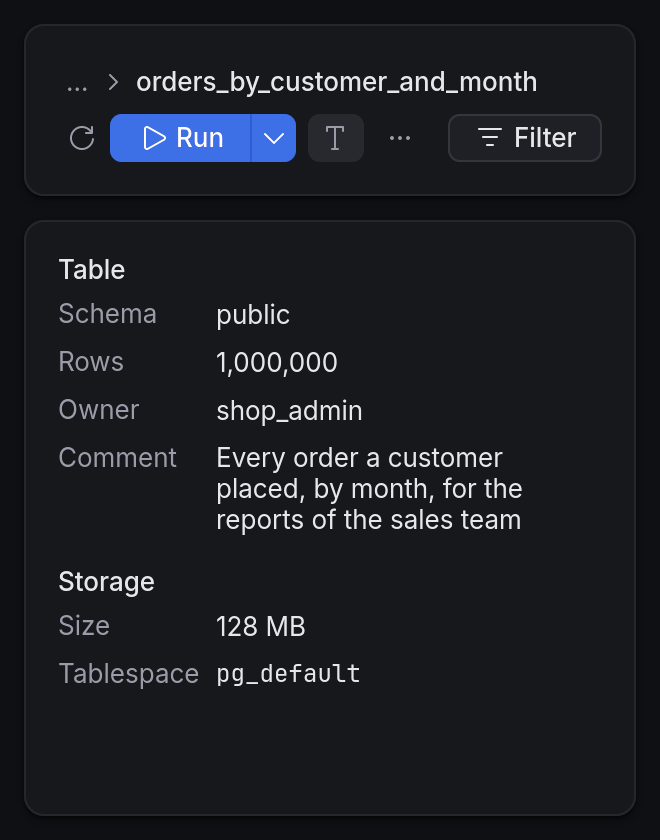 ... > orders_by_customer_and_month
Run T ... Filter
Table
Schema public
Rows 1,000,000
Owner shop_admin
Comment Every order a customer
placed, by month, for the
reports of the sales team
Storage
Size 128 MB
Tablespace pg_default